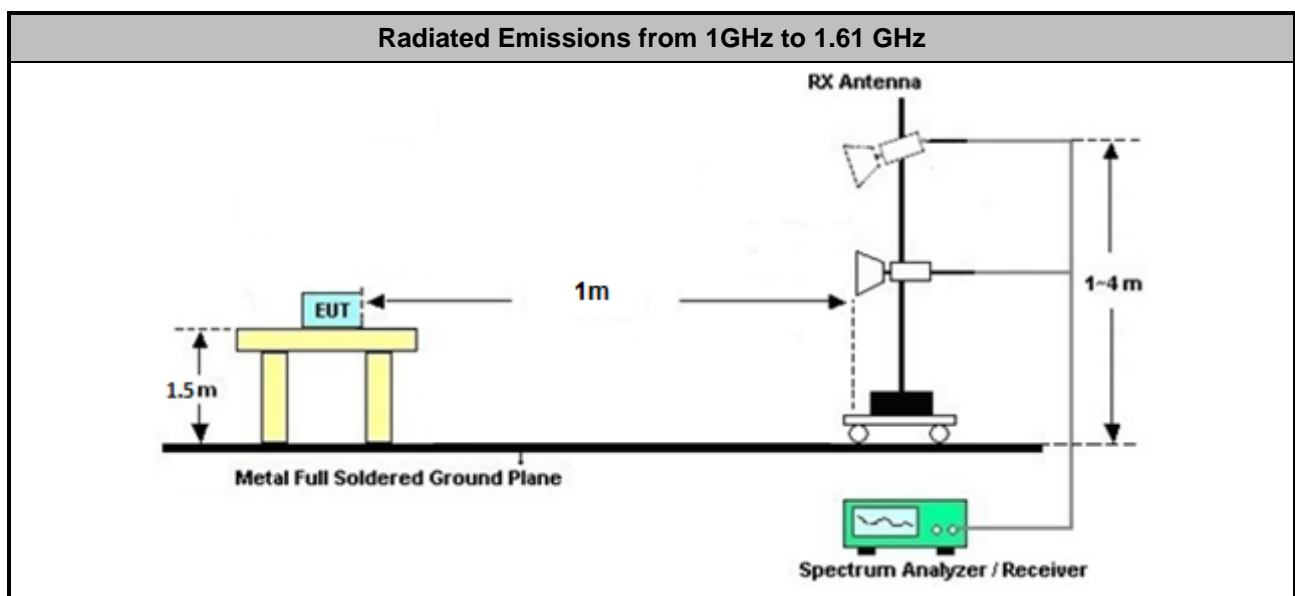 Radiated Emissions from 1GHz to 1.61 GHz
RX Antenna
EUT
1m
1~4 m
1.5 m
Metal Full Soldered Ground Plane
Spectrum Analyzer / Receiver